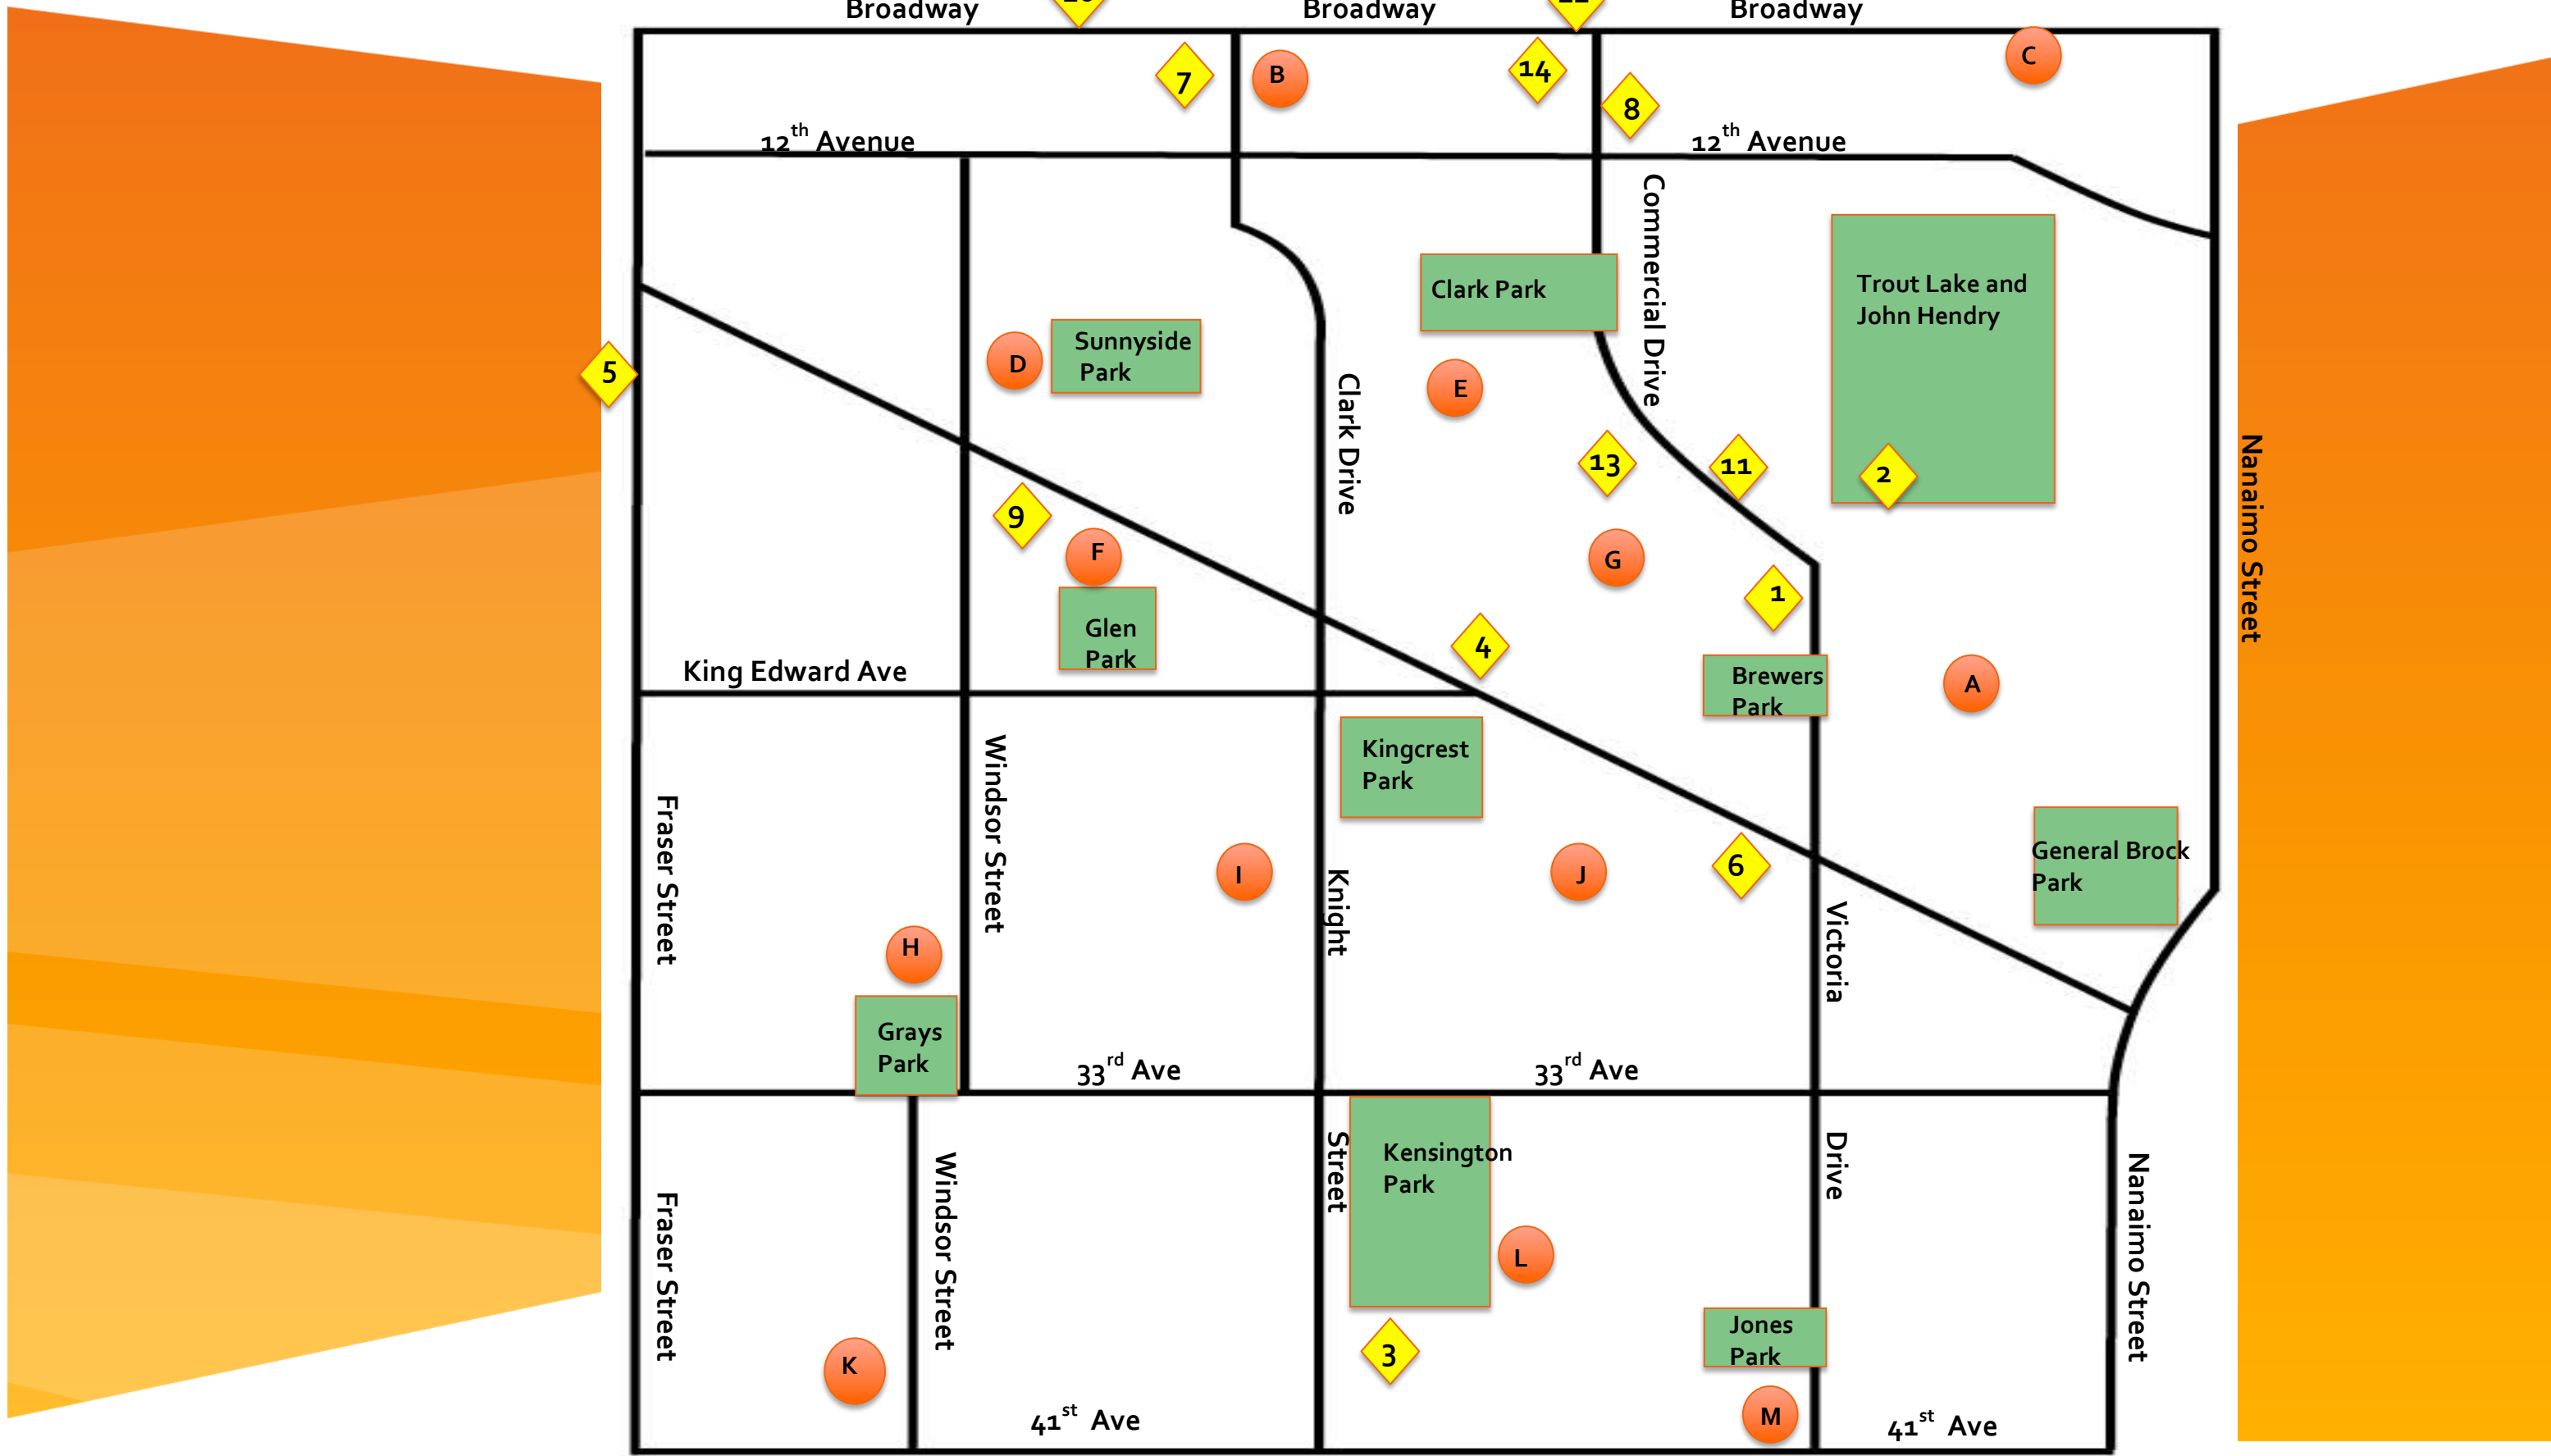 Broadway
Broadway
Broadway
C
7
B
14
8
12th Avenue
12th Avenue
Commercial Drive
Clark Park
Trout Lake and
John Hendry
Sunnyside
Park
D
5
E
Clark Drive
Nanaimo Street
13
11
2
9
F
G
1
Glen
Park
4
King Edward Ave
Brewers
Park
A
Windsor Street
Kingcrest
Park
Fraser Street
General Brock
Park
I
Knight
J
6
Victoria
H
Grays
Park
33rd Ave
33rd Ave
Street
Kensington
Park
Drive
Windsor Street
Nanaimo Street
Fraser Street
L
Jones
Park
3
K
M
41st Ave
41st Ave